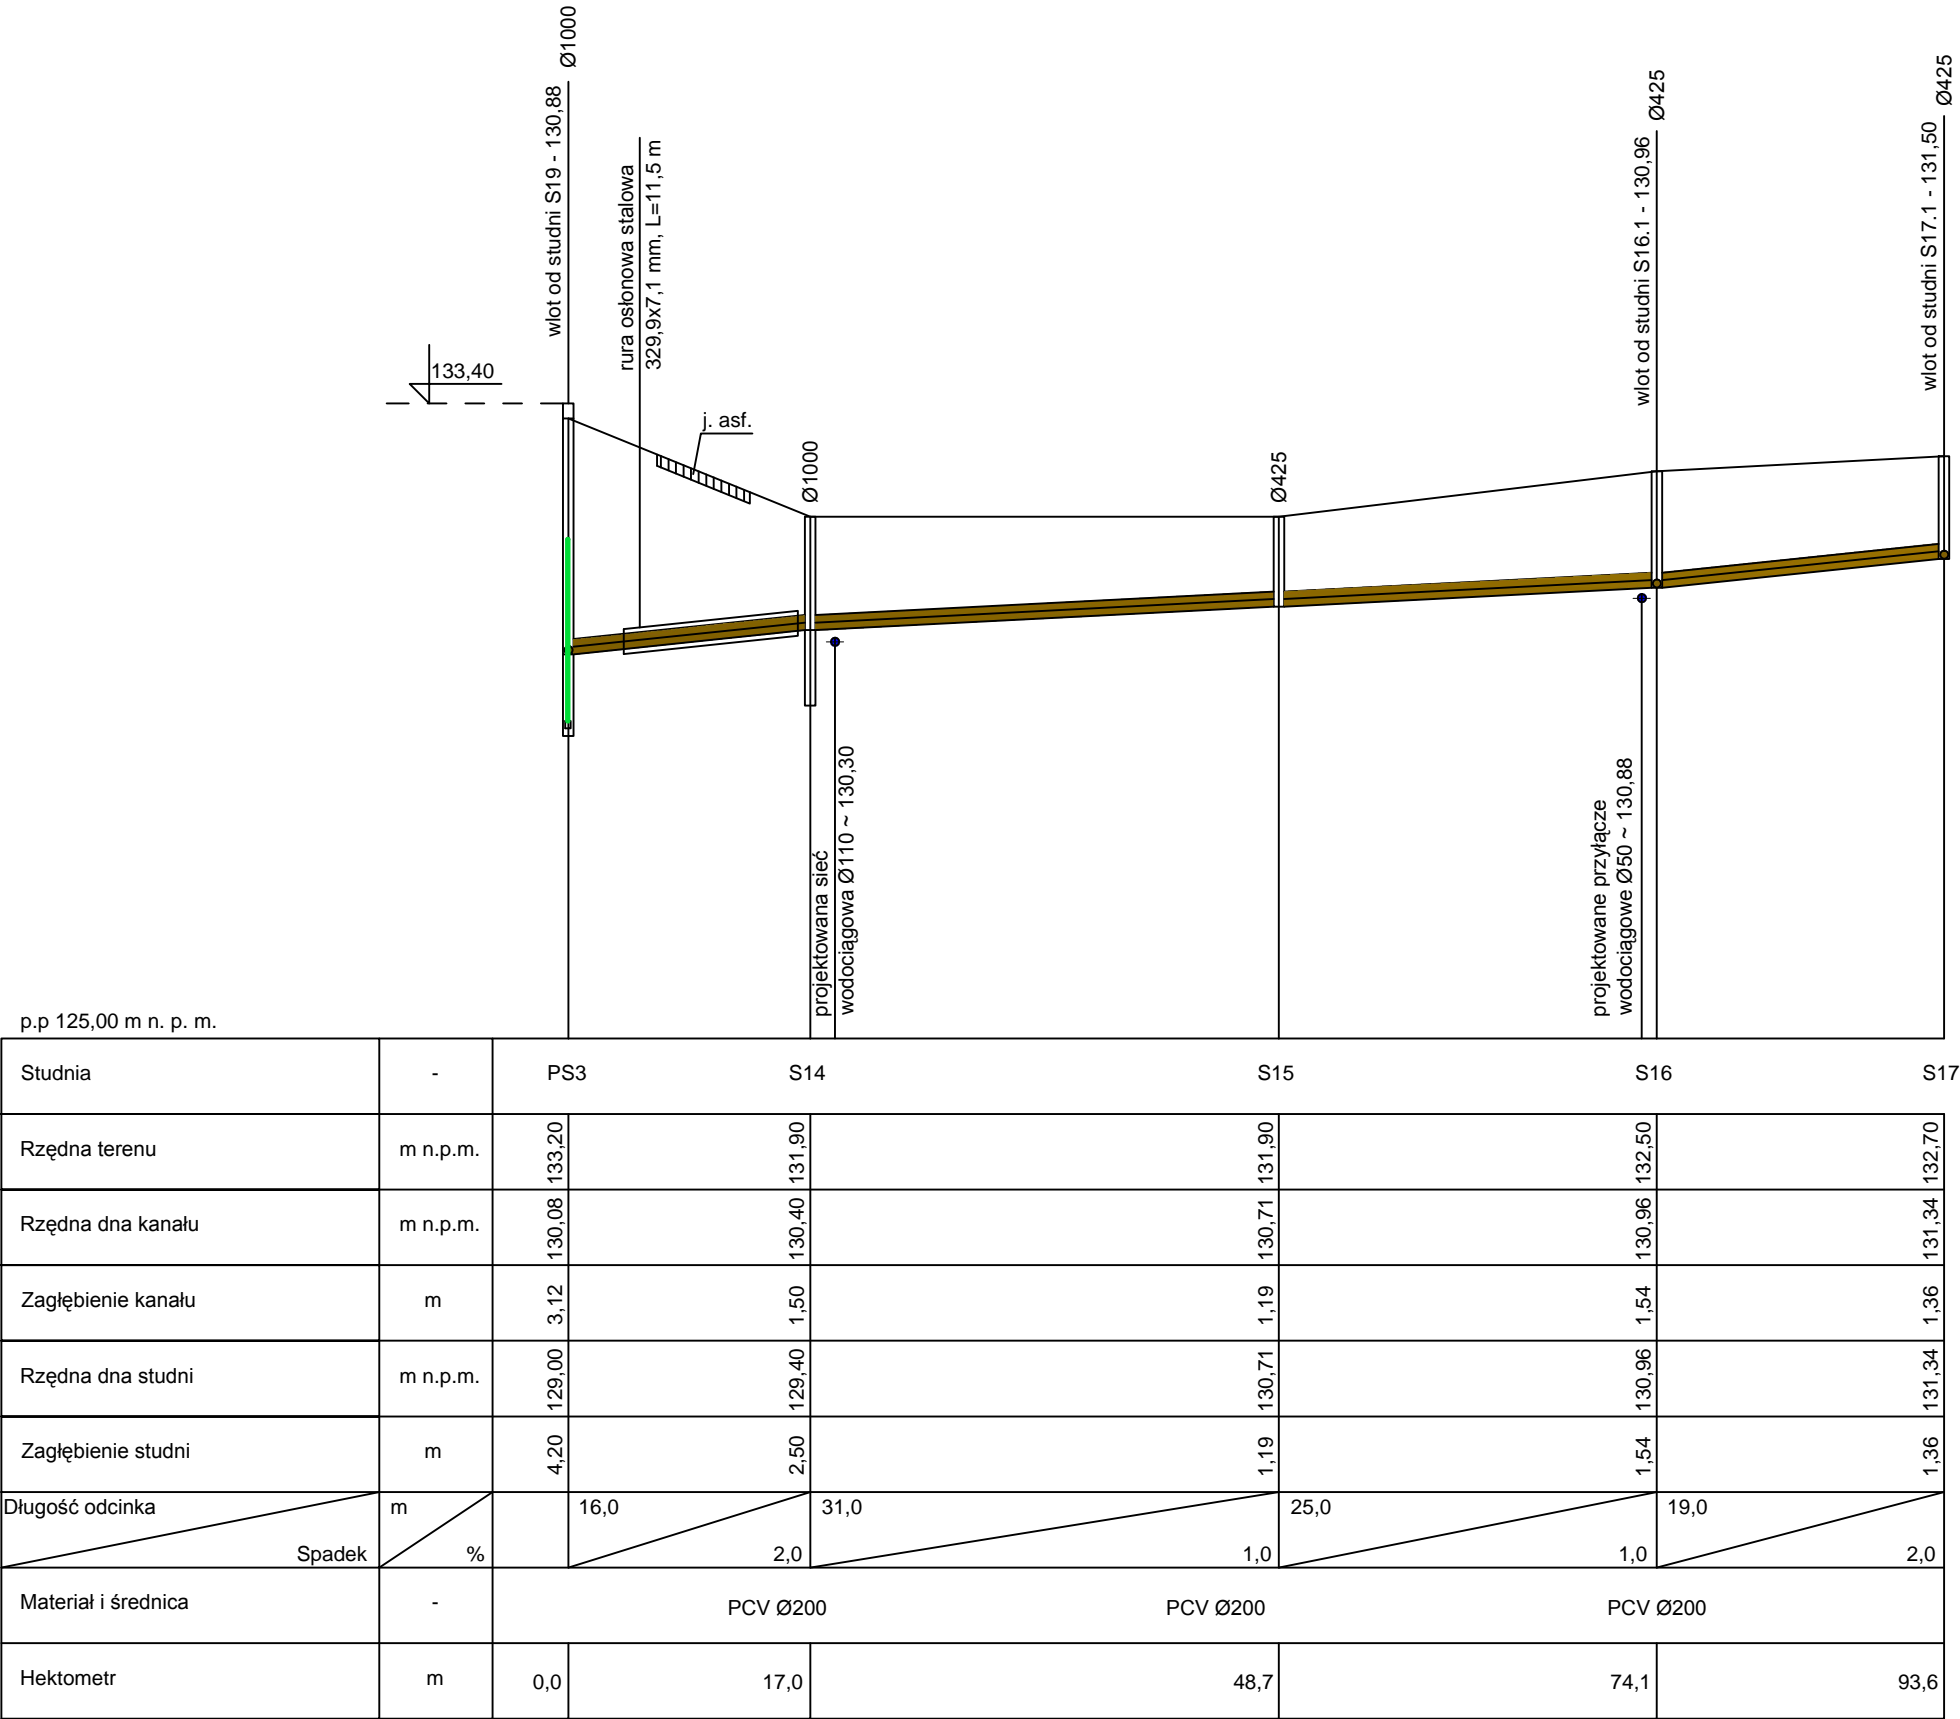 Ø1000
wlot od studni S19 - 130,88
rura osłonowa stalowa
329,9x7,1 mm, L=11,5 m
133,40
j. asf.
Ø1000
Ø425
Ø425
wlot od studni S16.1 - 130,96
Ø425
wlot od studni S17.1 - 131,50
projektowana sieć
wodociągowa Ø110 ~ 130,30
projektowane przyłącze
wodociągowe Ø50 ~ 130,88
p.p 125,00 m n. p. m.
Studnia - PS3 S14 S15 S16 S17
Rzędna terenu m n.p.m. 133,20 131,90 131,90 132,50 132,70
Rzędna dna kanału m n.p.m. 130,08 130,40 130,71 130,96 131,34
Zagłębienie kanału m 3,12 1,50 1,19 1,54 1,36
Rzędna dna studni m n.p.m. 129,00 129,40 130,71 130,96 131,34
Zagłębienie studni m 4,20 2,50 1,19 1,54 1,36
Długość odcinka m 16,0 31,0 25,0 19,0
Spadek % 2,0 1,0 1,0 2,0
Materiał i średnica - PCV Ø200 PCV Ø200 PCV Ø200
Hektometr m 0,0 17,0 48,7 74,1 93,6